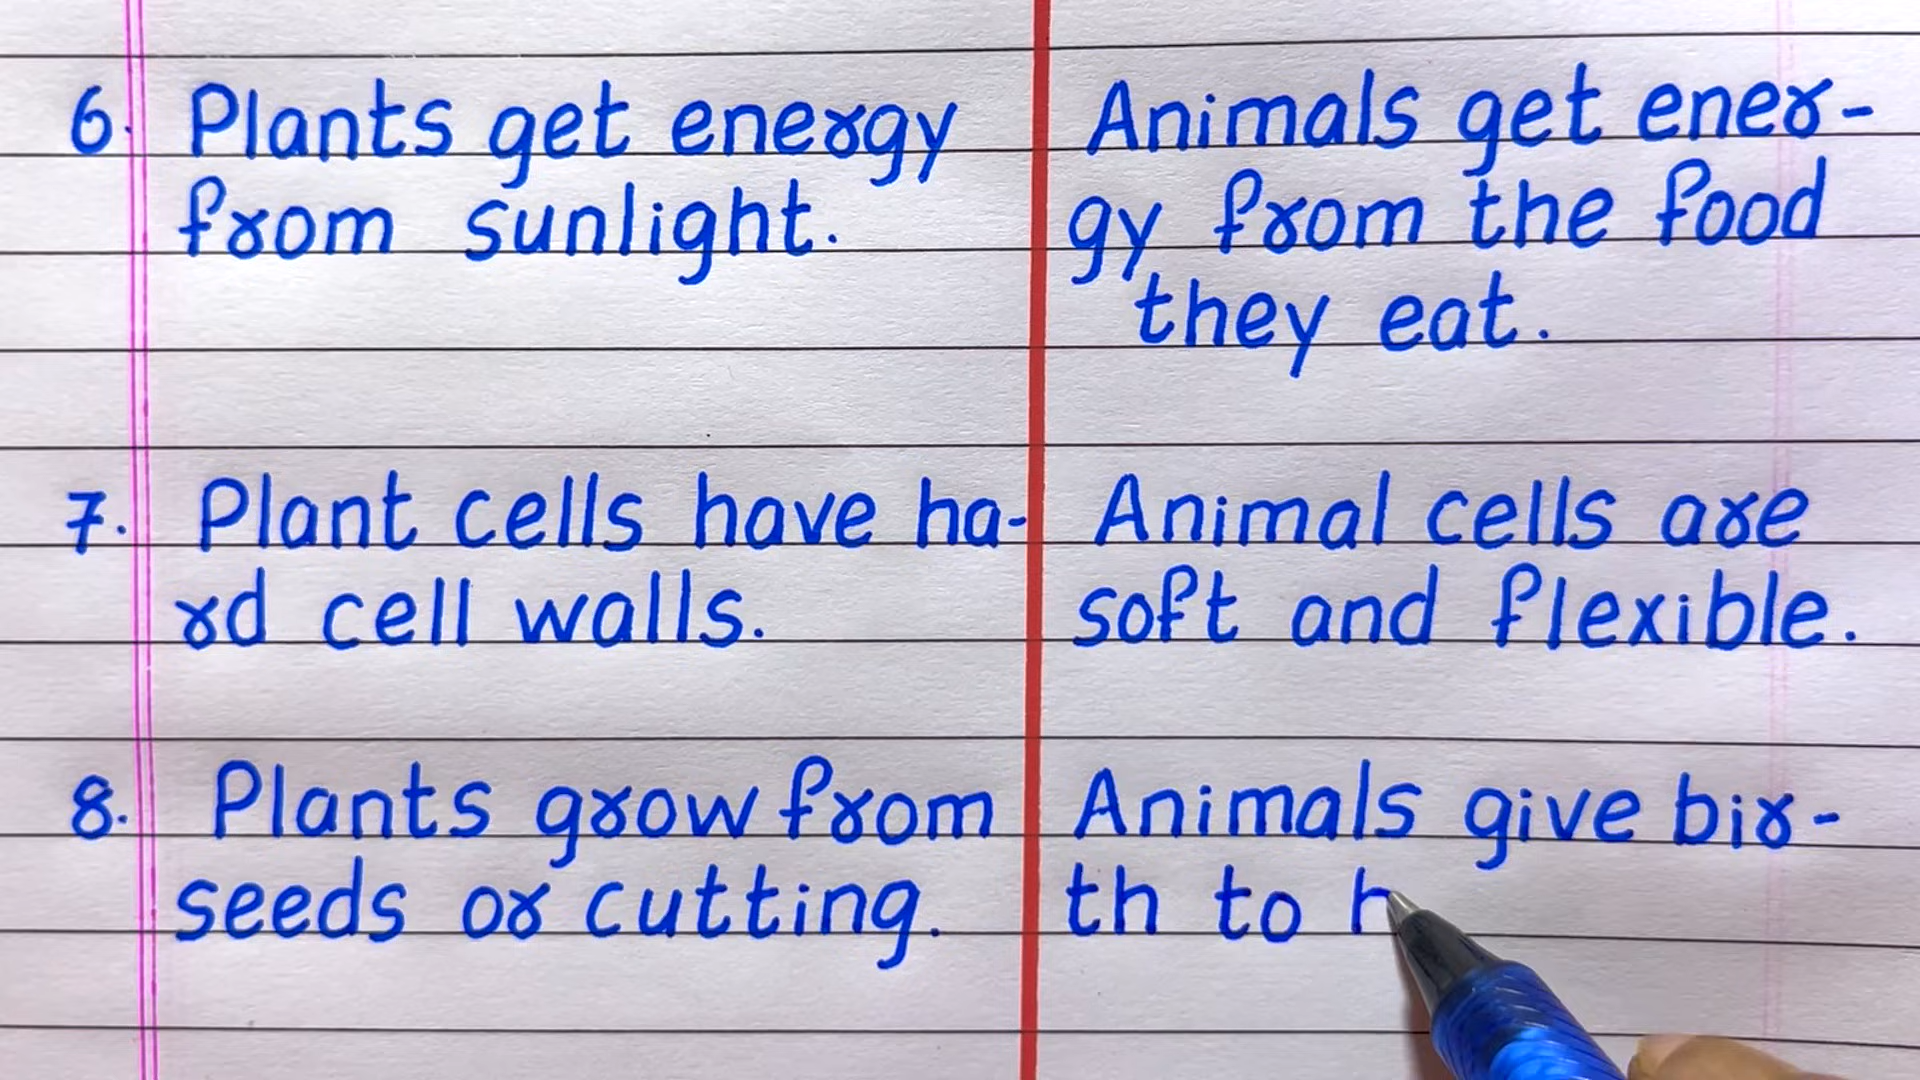 6. Plants get energy
from sunlight.
Animals get ener-
gy from the food
they eat.
7. Plant cells have ha-
rd cell walls.
Animal cells are
soft and flexible.
8. Plants grow from
seeds or cutting.
Animals give bir-
th to